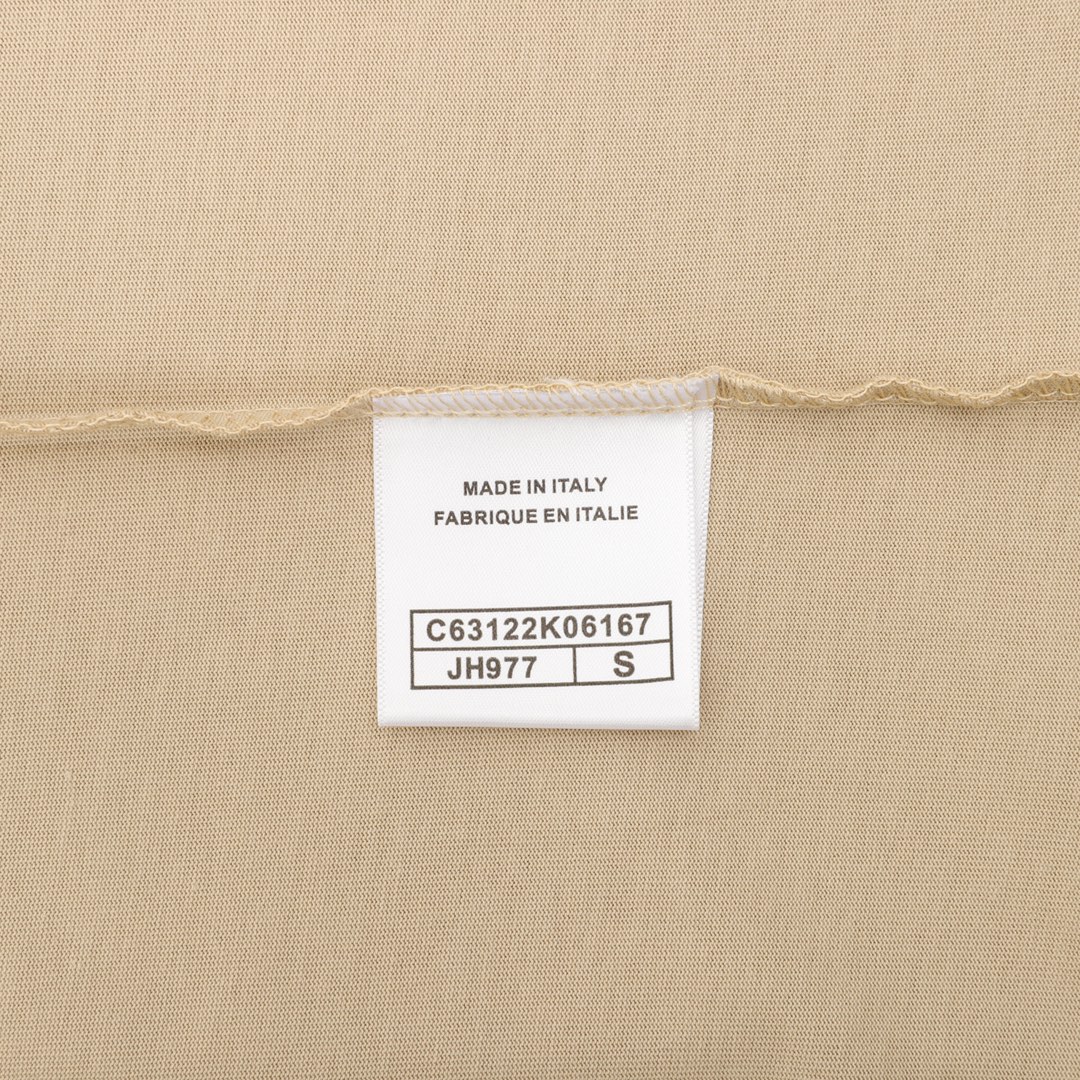 MADE IN ITALY
FABRIQUE EN ITALIE
C63122K06167
JH977 S